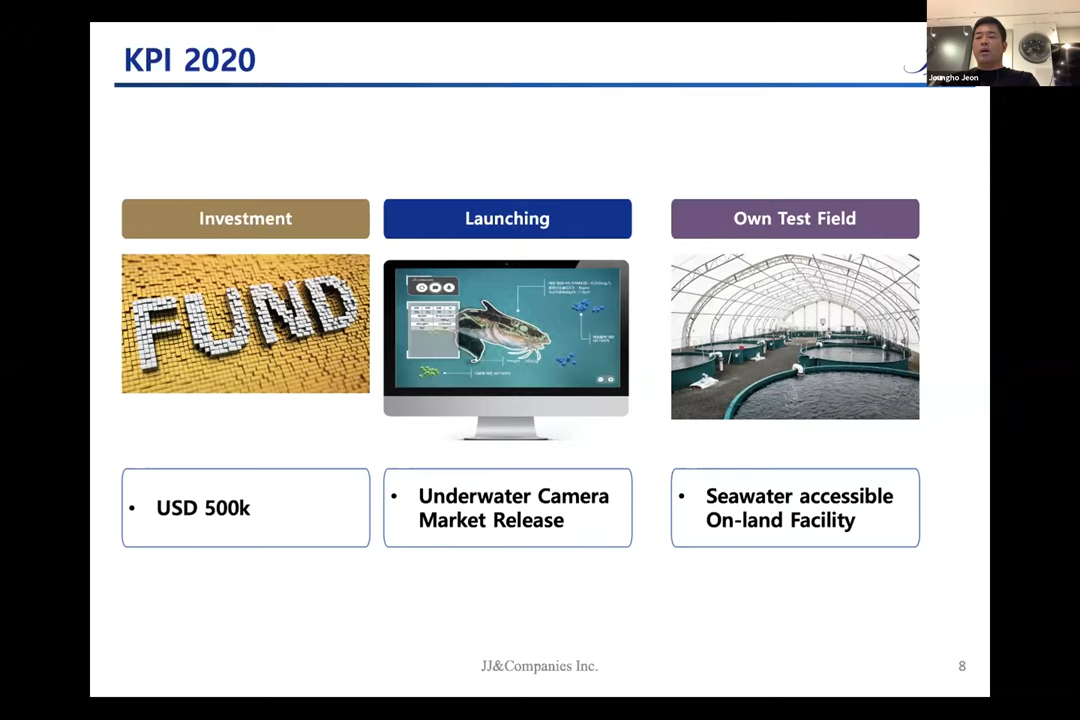 KPI 2020
Joungho Jeon
Investment
Launching
Own Test Field
FUND
• USD 500k
• Underwater Camera
Market Release
• Seawater accessible
On-land Facility
JJ&Companies Inc.
8